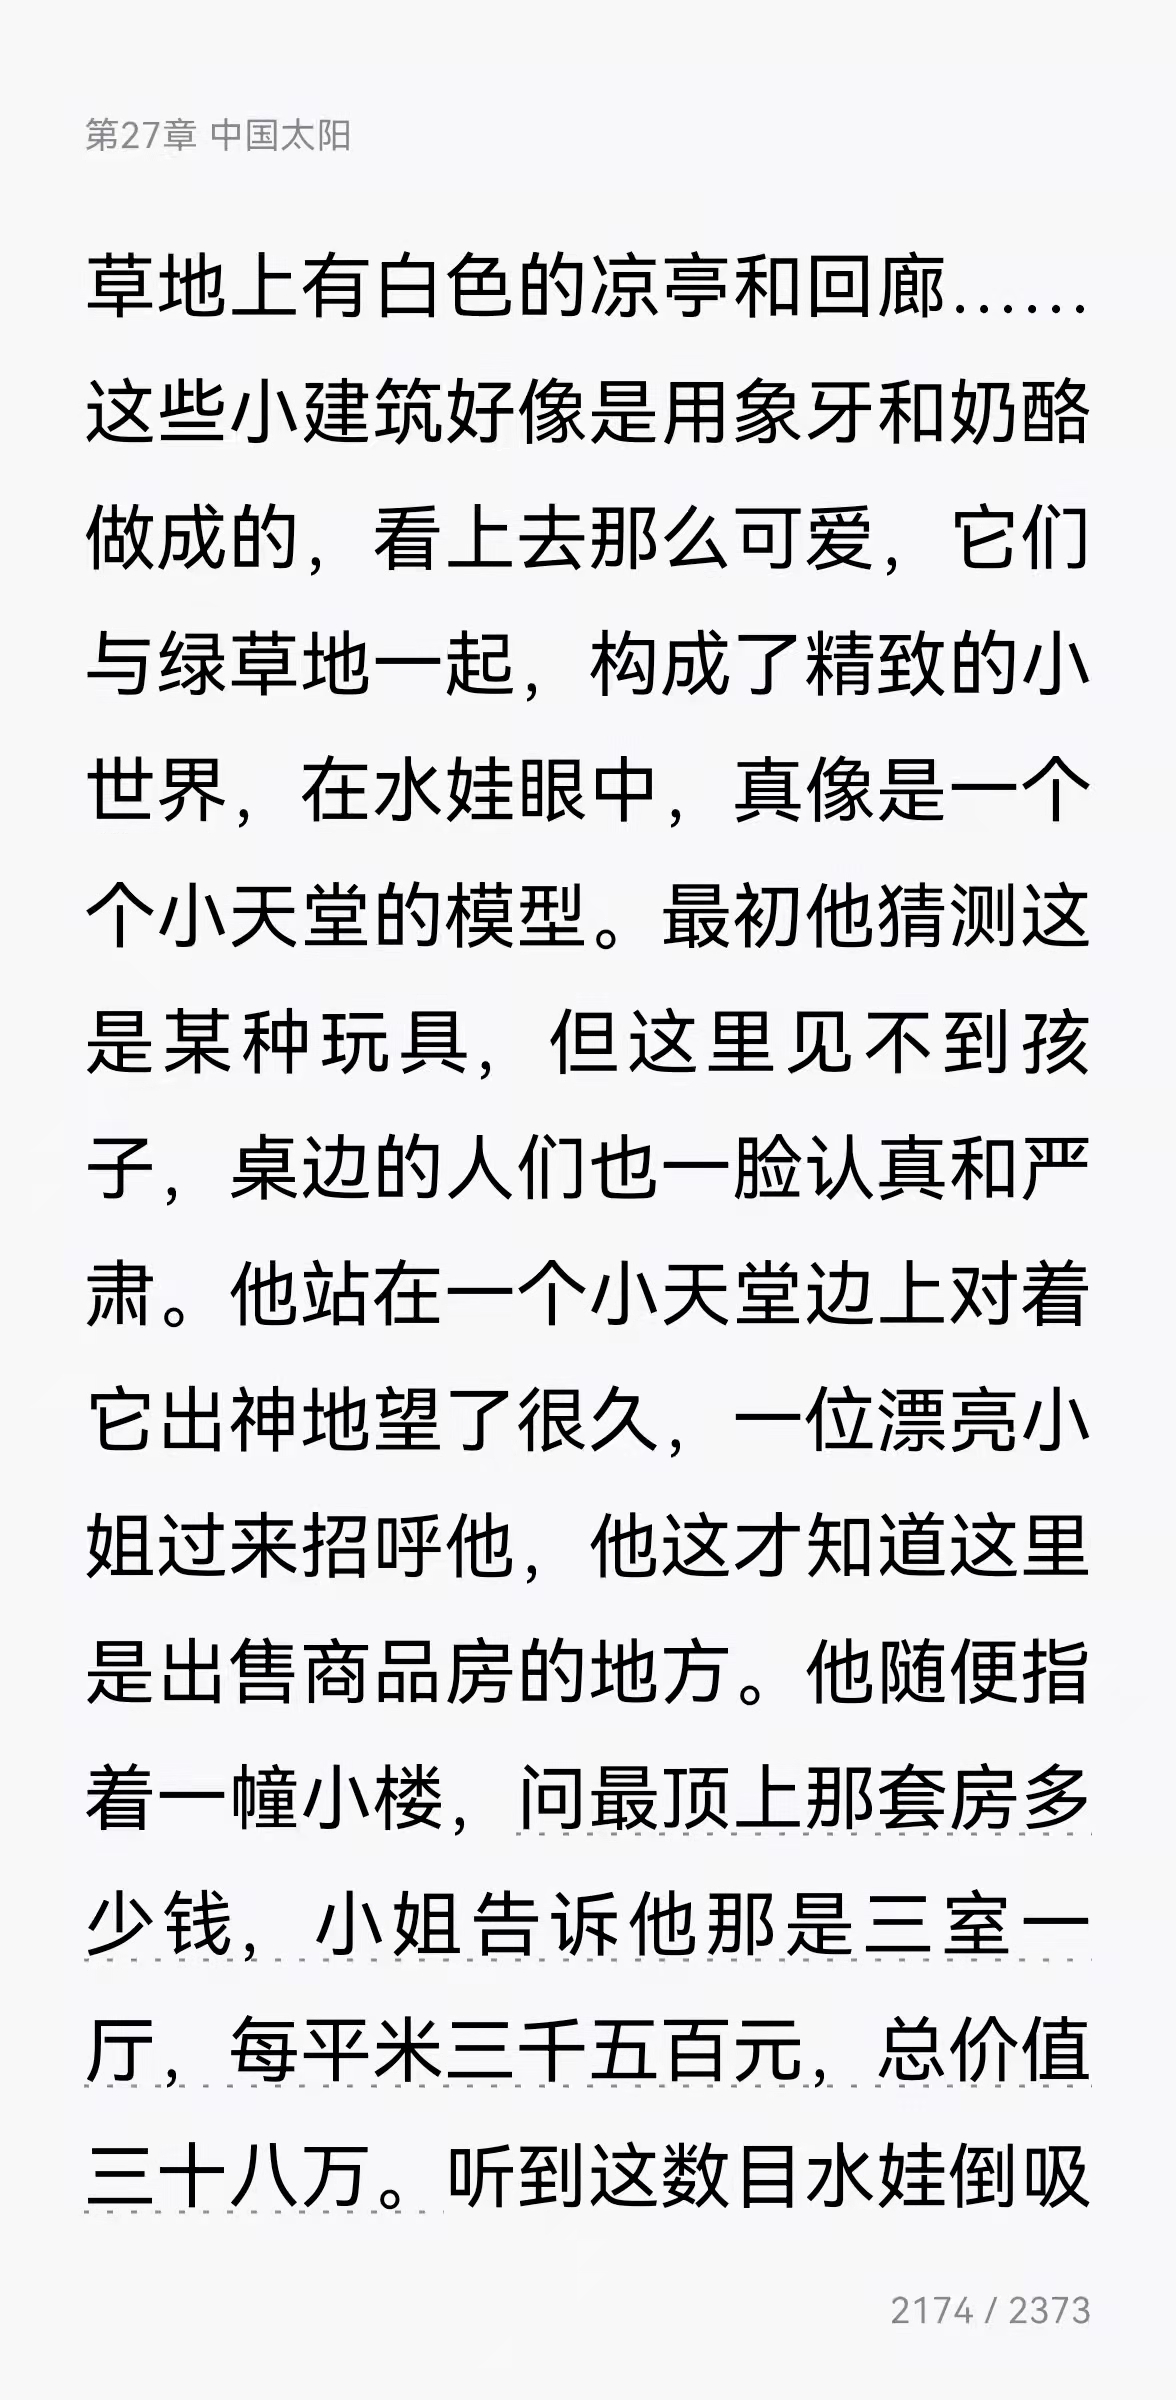 第27章 中国太阳
草地上有白色的凉亭和回廊……
这些小建筑好像是用象牙和奶酪
做成的，看上去那么可爱，它们
与绿草地一起，构成了精致的小
世界，在水娃眼中，真像是一个
个小天堂的模型。最初他猜测这
是某种玩具，但这里见不到孩
子，桌边的人们也一脸认真和严
肃。他站在一个小天堂边上对着
它出神地望了很久，一位漂亮小
姐过来招呼他，他这才知道这里
是出售商品房的地方。他随便指
着一幢小楼，问最顶上那套房多
少钱，小姐告诉他那是三室一
厅，每平米三千五百元，总价值
三十八万。听到这数目水娃倒吸
2174 / 2373